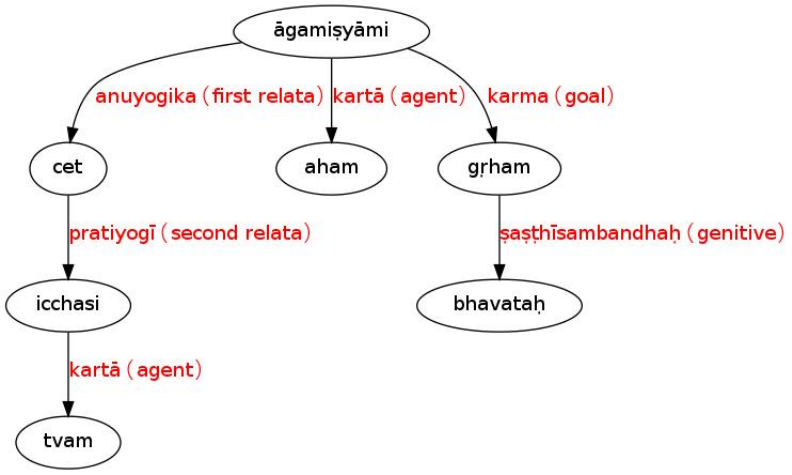 āgamiṣyāmi
anuyogika (first relata) kartā (agent) karma (goal)
cet aham gṛham
pratiyogī (second relata) ṣaṣṭhīsambandhaḥ (genitive)
icchasi bhavataḥ
kartā (agent)
tvam